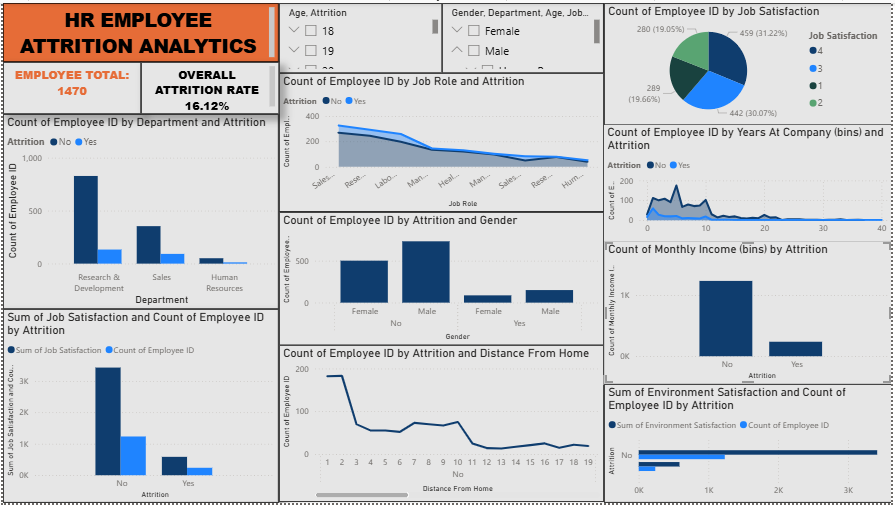 HR EMPLOYEE
ATTRITION ANALYTICS
EMPLOYEE TOTAL:
1470
OVERALL
ATTRITION RATE
16.12%
Count of Employee ID by Department and Attrition
Attrition No Yes
Count of Employee ID
1,000
500
0
Research &
Development
Sales
Human
Resources
Department
Sum of Job Satisfaction and Count of Employee ID
by Attrition
Sum of Job Satisfaction Count of Employee ID
Sum of Job Satisfaction and Cou...
3K
2K
1K
0K
No
Yes
Attrition
Age, Attrition
18
19
Gender, Department, Age, Job...
Female
Male
Count of Employee ID by Job Role and Attrition
Attrition No Yes
Count of Empl...
400
200
0
Sales...
Rese...
Labo...
Man...
Heal...
Man...
Sales...
Rese...
Hum...
Job Role
Count of Employee ID by Attrition and Gender
Count of Employee...
500
0
Female
Male
Female
Male
No
Yes
Gender
Count of Employee ID by Attrition and Distance From Home
Count of Employee ID
200
100
0
1 2 3 4 5 6 7 8 9 10 11 12 13 14 15 16 17 18 19
No
Distance From Home
Count of Employee ID by Job Satisfaction
280 (19.05%)
459 (31.22%)
289
(19.66%)
442 (30.07%)
Job Satisfaction
4
3
1
2
Count of Employee ID by Years At Company (bins) and
Attrition
Attrition No Yes
Count of E...
200
100
0
0 10 20 30 40
Count of Monthly Income (bins) by Attrition
Count of Monthly Income (...
1K
0K
No
Yes
Attrition
Sum of Environment Satisfaction and Count of
Employee ID by Attrition
Sum of Environment Satisfaction Count of Employee ID
Attrition
No
0K 1K 2K 3K